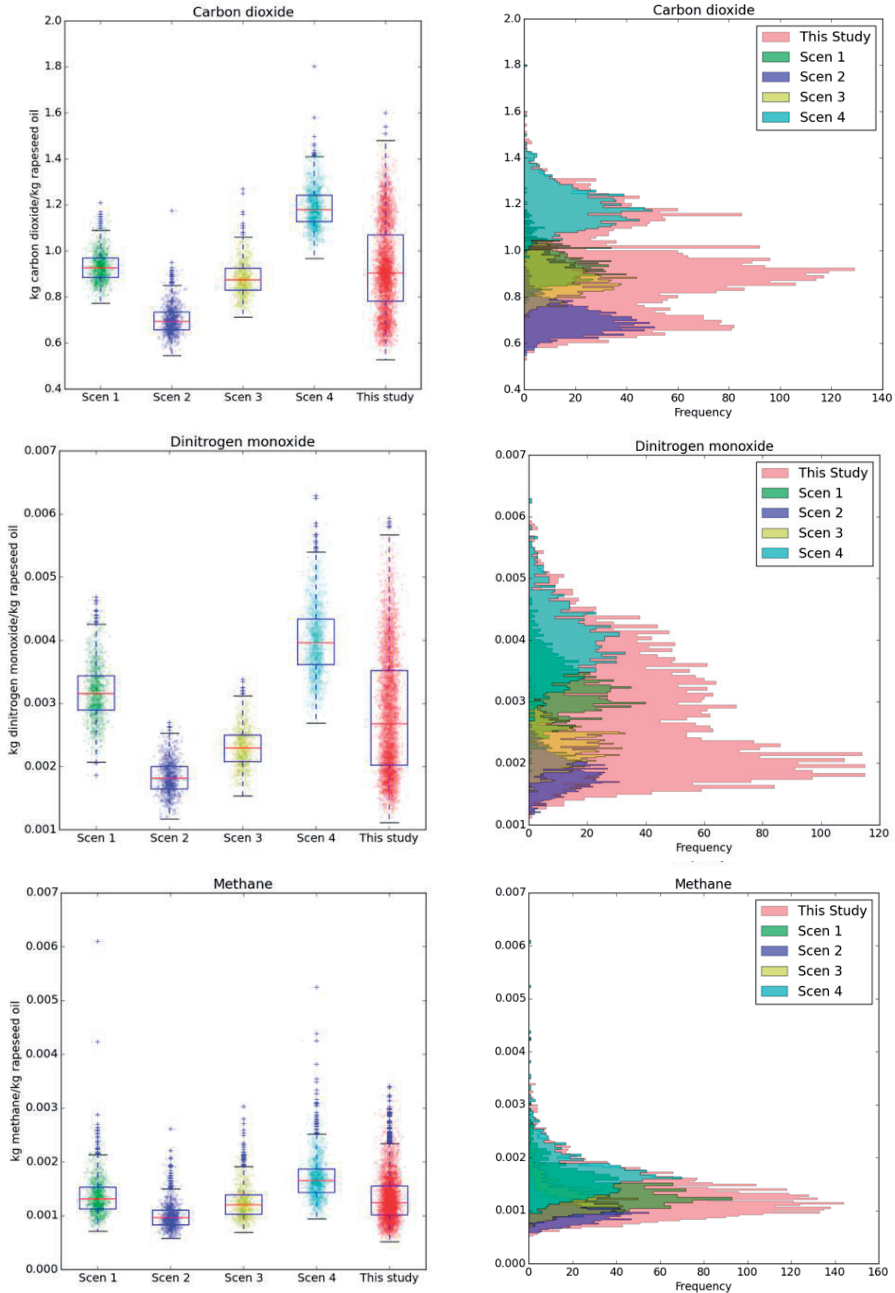 Carbon dioxide
kg carbon dioxide/kg rapeseed oil
2.0
1.8
1.6
1.4
1.2
1.0
0.8
0.6
0.4
Scen 1 Scen 2 Scen 3 Scen 4 This study
Carbon dioxide
This Study
Scen 1
Scen 2
Scen 3
Scen 4
2.0
1.8
1.6
1.4
1.2
1.0
0.8
0.6
0.4
0 20 40 60 80 100 120 140
Frequency
Dinitrogen monoxide
kg dinitrogen monoxide/kg rapeseed oil
0.007
0.006
0.005
0.004
0.003
0.002
0.001
Scen 1 Scen 2 Scen 3 Scen 4 This study
Dinitrogen monoxide
This Study
Scen 1
Scen 2
Scen 3
Scen 4
0.007
0.006
0.005
0.004
0.003
0.002
0.001
0 20 40 60 80 100 120
Frequency
Methane
kg methane/kg rapeseed oil
0.007
0.006
0.005
0.004
0.003
0.002
0.001
0.000
Scen 1 Scen 2 Scen 3 Scen 4 This study
Methane
This Study
Scen 1
Scen 2
Scen 3
Scen 4
0.007
0.006
0.005
0.004
0.003
0.002
0.001
0.000
0 20 40 60 80 100 120 140 160
Frequency